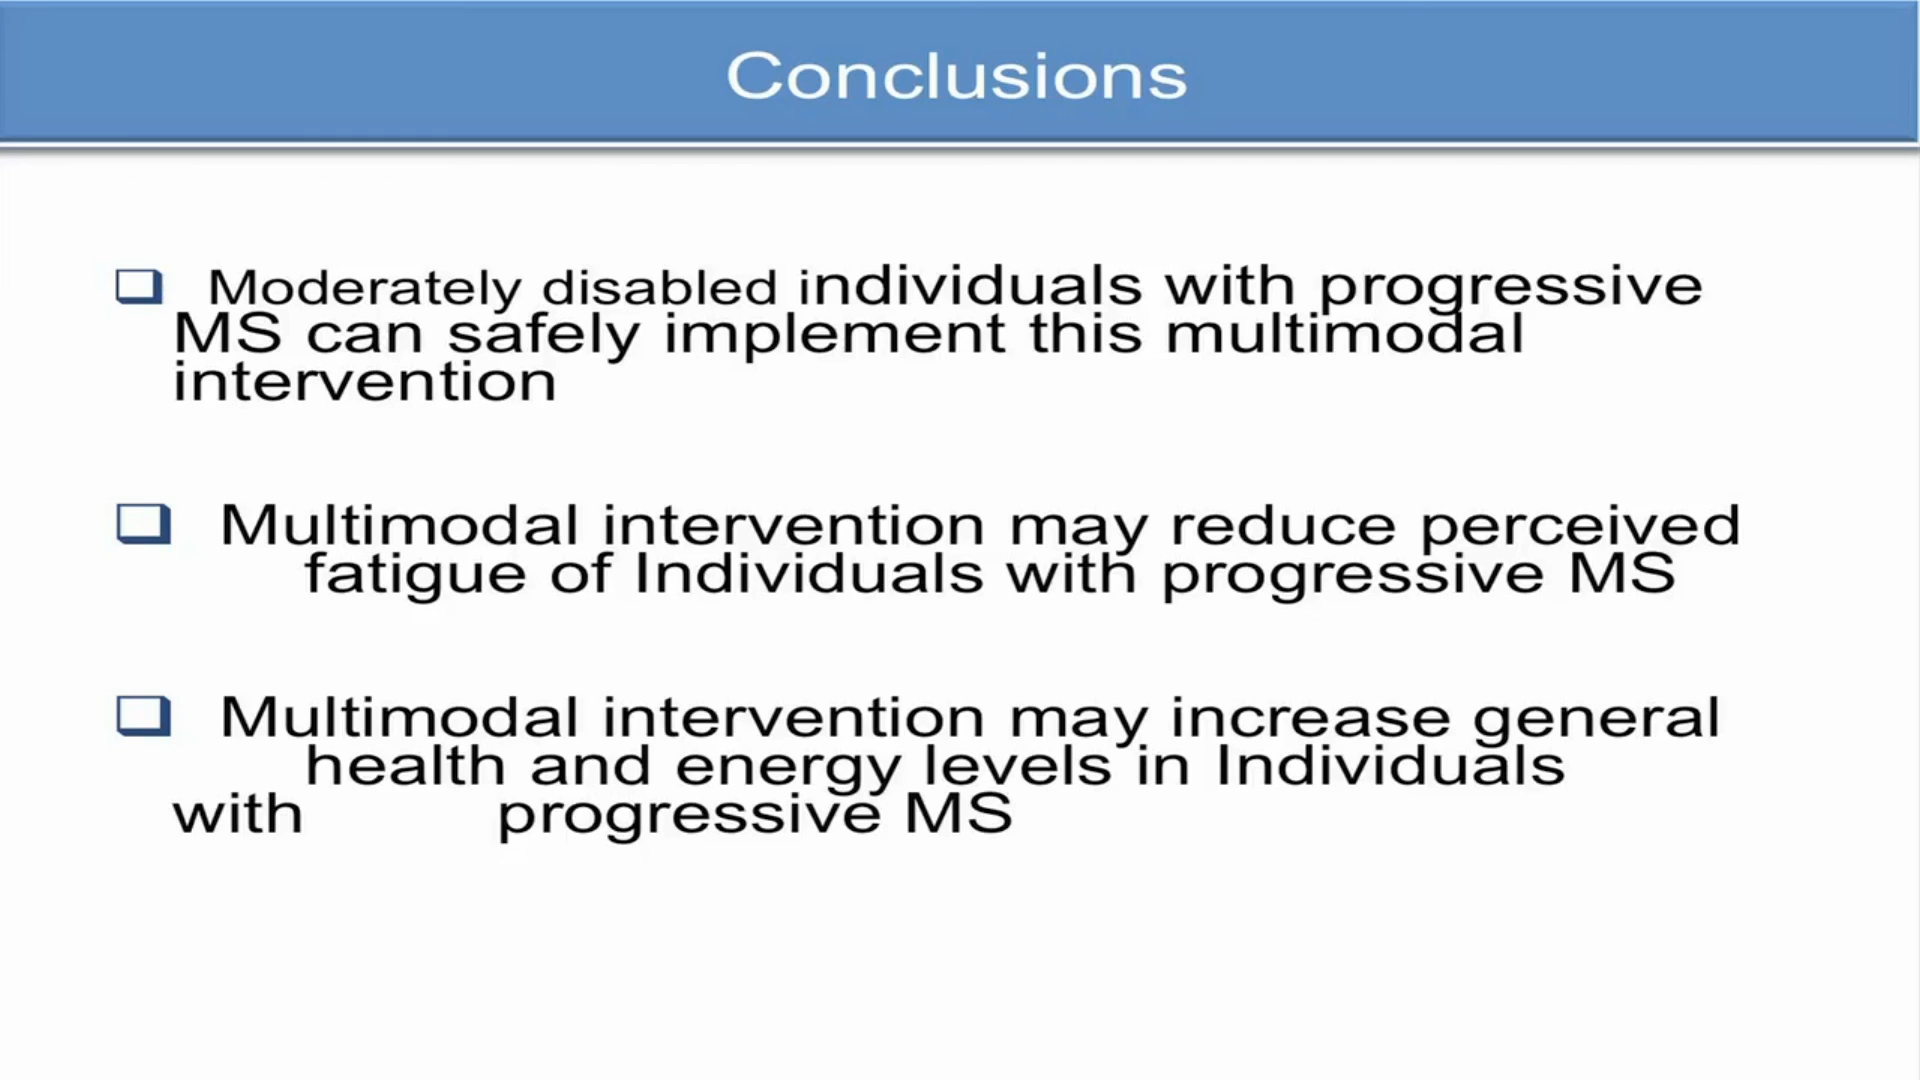 Conclusions
Moderately disabled individuals with progressive
MS can safely implement this multimodal
intervention
Multimodal intervention may reduce perceived
fatigue of Individuals with progressive MS
Multimodal intervention may increase general
health and energy levels in Individuals
with progressive MS